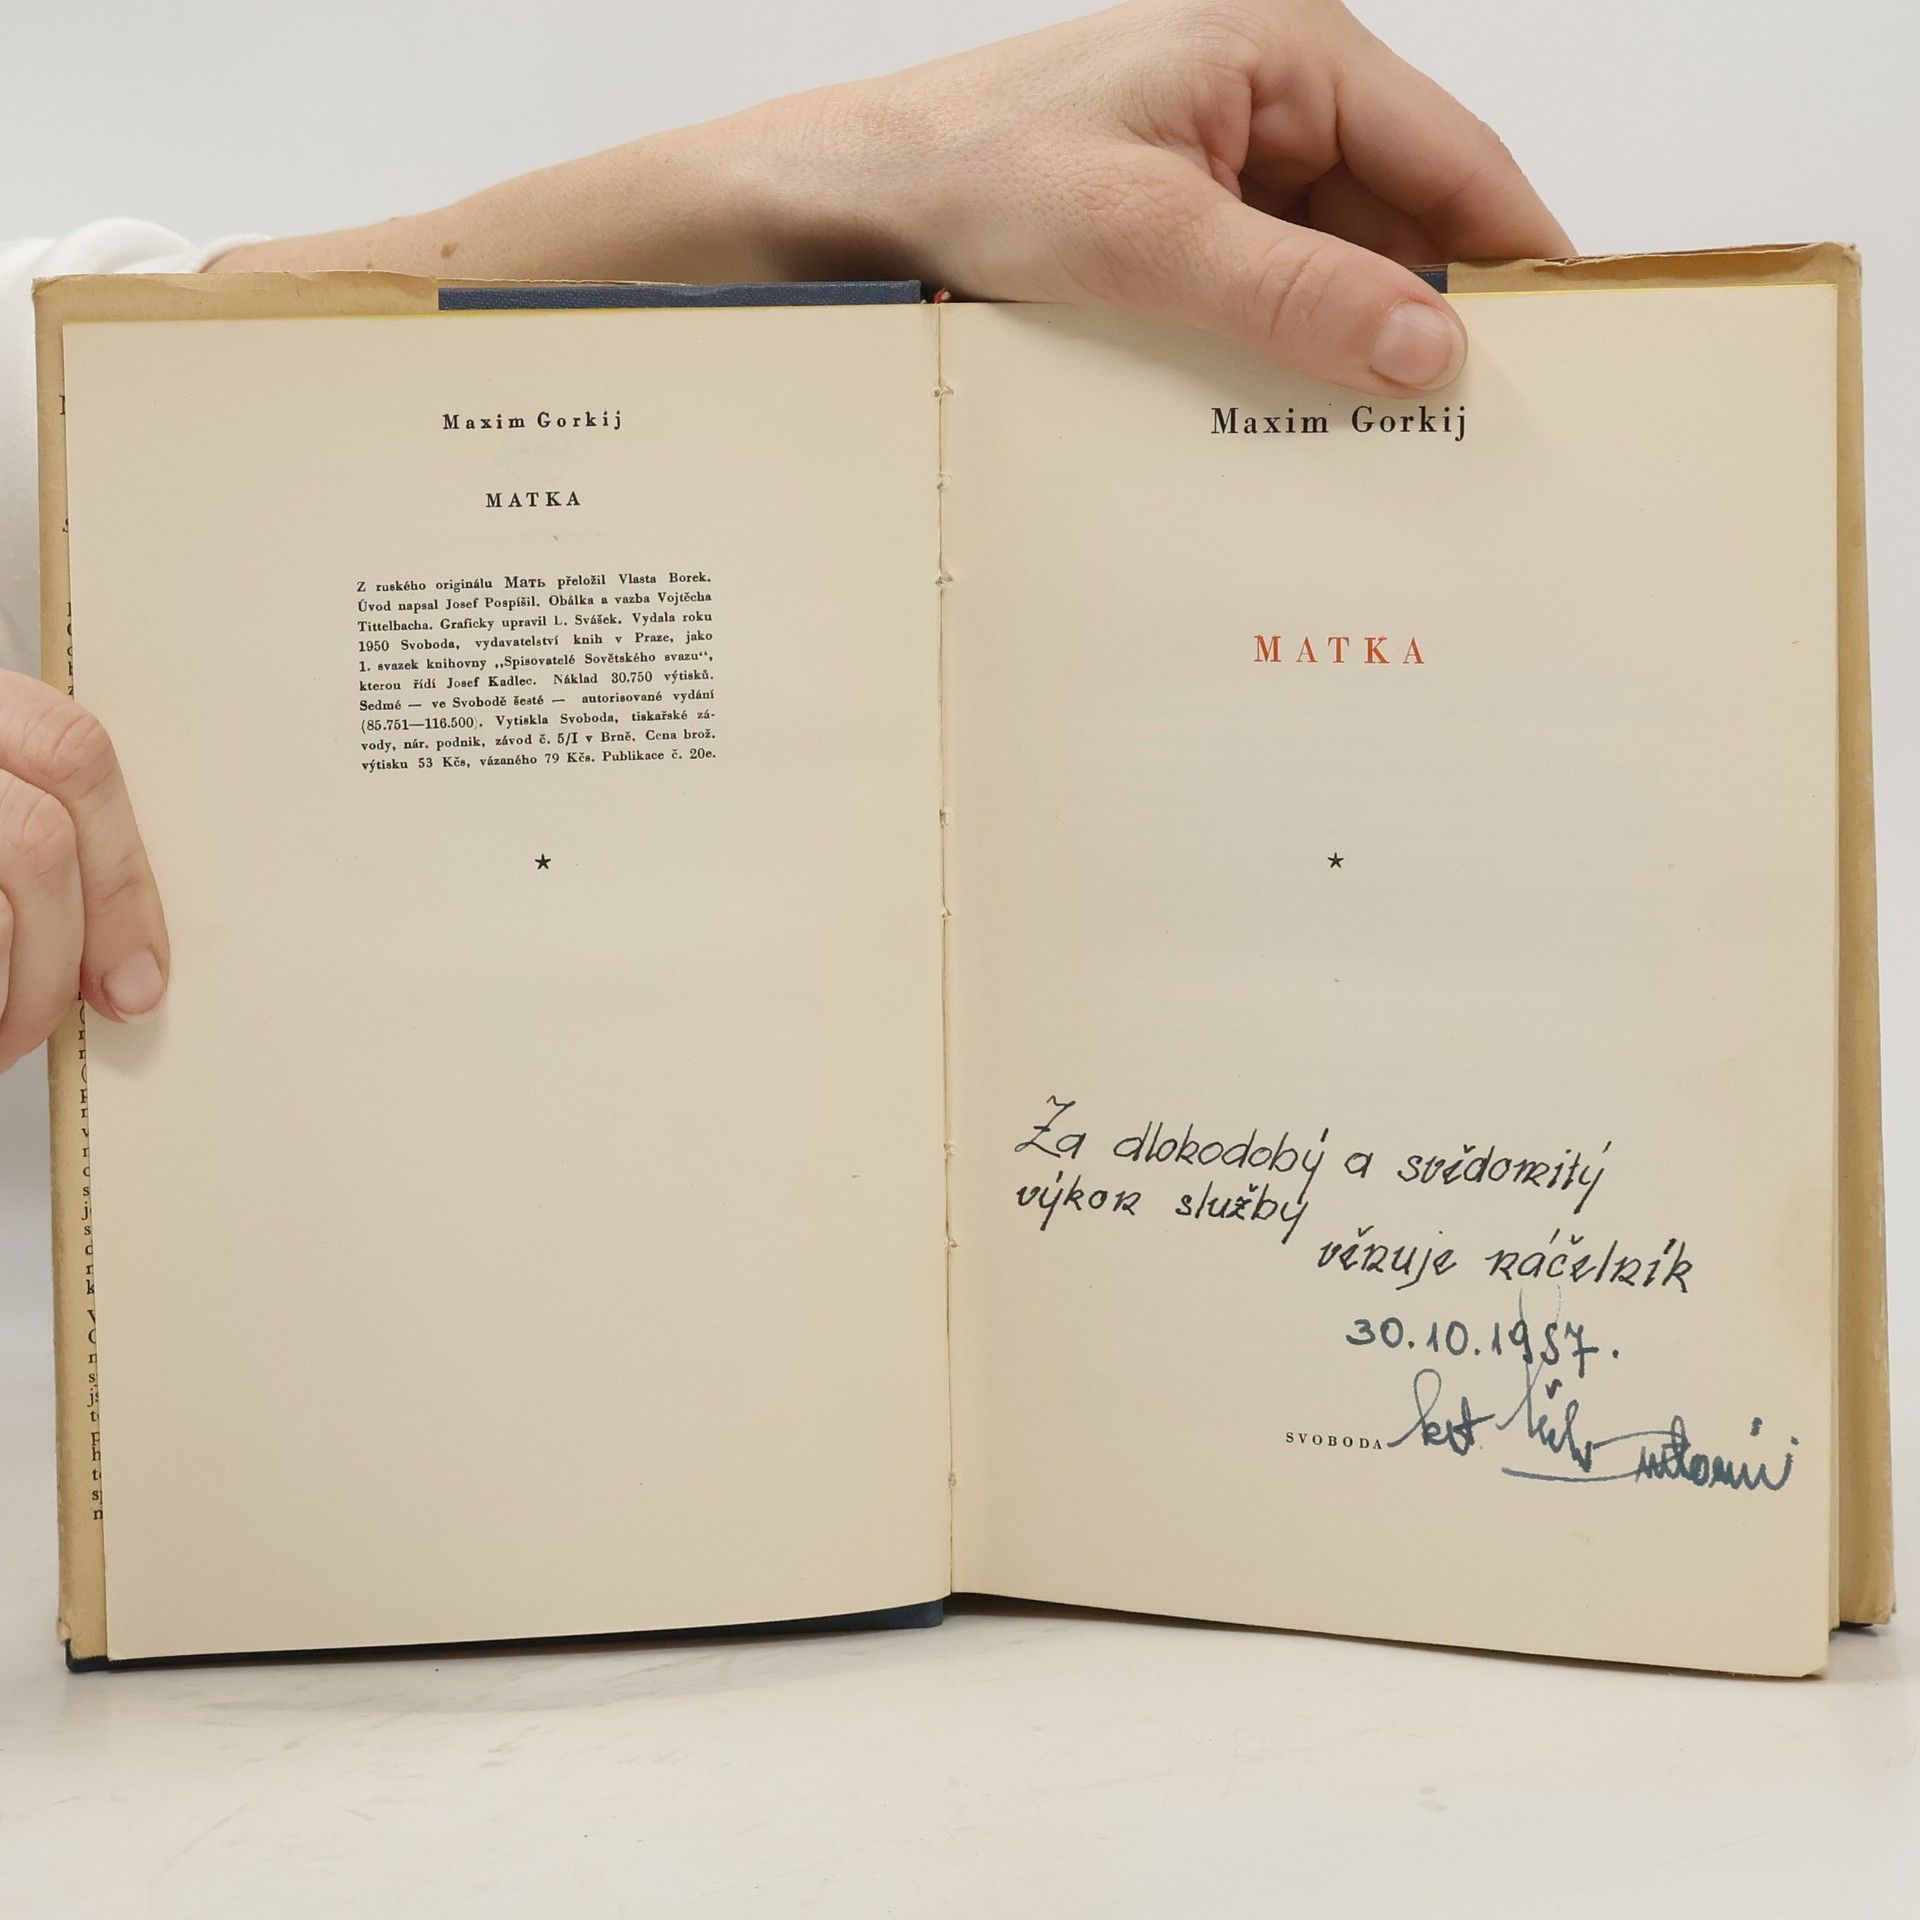 Maxim Gorkij
MATKA
Z ruského originálu Мать přeložil Vlasta Borek.
Úvod napsal Josef Pospíšil. Obálka a vazba Vojtěcha
Tittelbacha. Graficky upravil L. Svášek. Vydala roku
1950 Svoboda, vydavatelství knih v Praze, jako
1. svazek knihovny „Spisovatelé Sovětského svazu“,
kterou řídí Josef Kadlec. Náklad 30.750 výtisků.
Sedmé — ve Svobodě šesté — autorisované vydání
(85.751—116.500). Vytiskla Svoboda, tiskařské zá-
vody, nár. podnik, závod č. 5/I v Brně. Cena brož.
výtisku 53 Kčs, vázaného 79 Kčs. Publikace č. 20e.
Maxim Gorkij
MATKA
Za dlohodobý a svědomitý
výkon služby
věnuje náčelník
30.10.1957.
SVOBODA